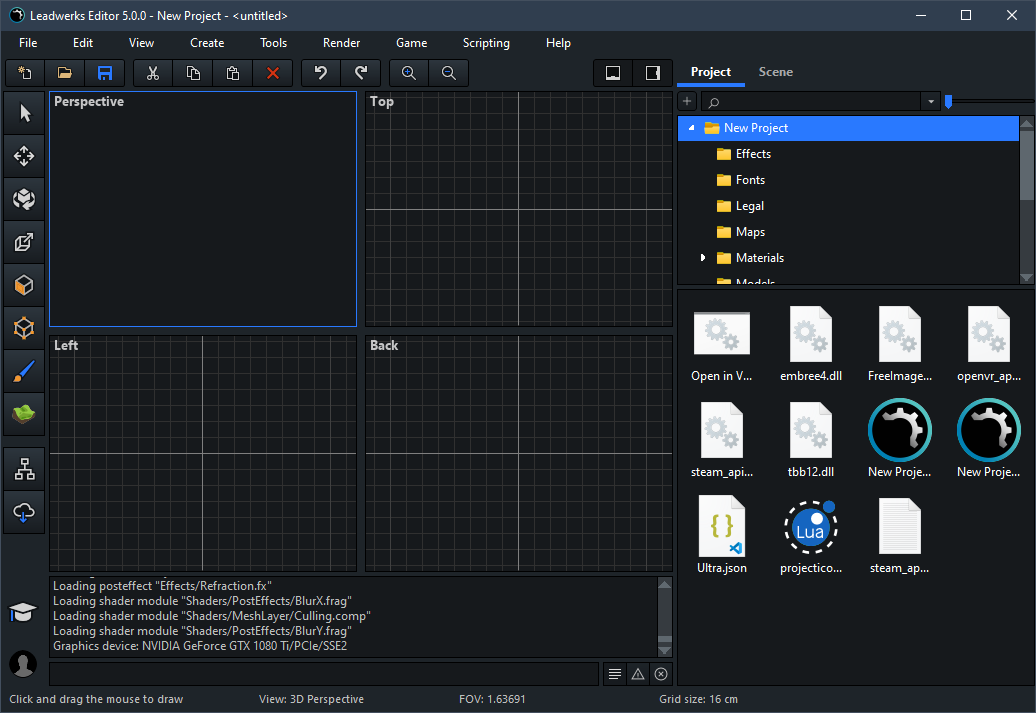 Leadwerks Editor 5.0.0 - New Project - <untitled>
File Edit View Create Tools Render Game Scripting Help
Project Scene
Perspective
Top
Left
Back
New Project
Effects
Fonts
Legal
Maps
Materials
Models
Open in V... embree4.dll FreeImage... openvr_ap...
steam_api... tbb12.dll New Proje... New Proje...
Ultra.json projectico... steam_ap...
{ }
Lua
Loading posteffect "Effects/Refraction.fx"
Loading shader module "Shaders/PostEffects/BlurX.frag"
Loading shader module "Shaders/MeshLayer/Culling.comp"
Loading shader module "Shaders/PostEffects/BlurY.frag"
Graphics device: NVIDIA GeForce GTX 1080 Ti/PCIe/SSE2
Click and drag the mouse to draw View: 3D Perspective FOV: 1.63691 Grid size: 16 cm